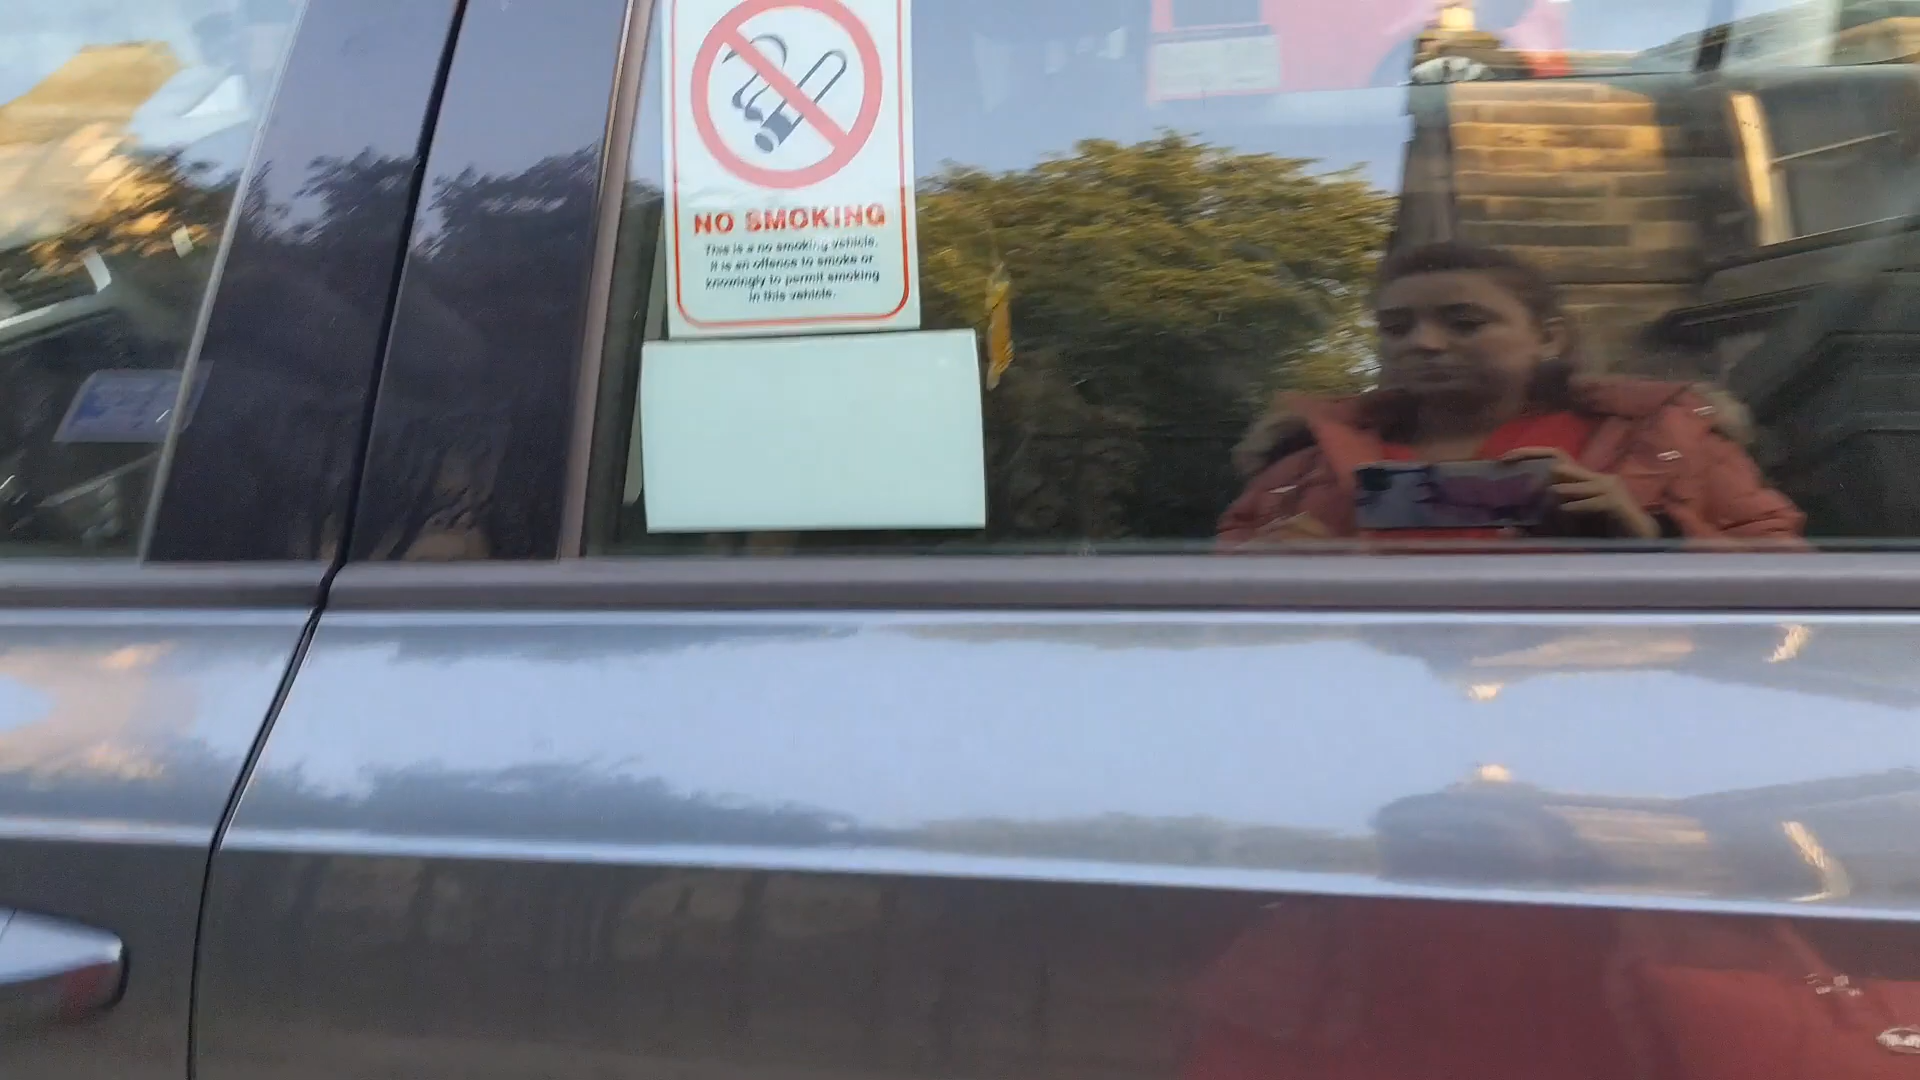 NO SMOKING
This is a no smoking vehicle.
It is an offence to smoke or
knowingly to permit smoking
in this vehicle.